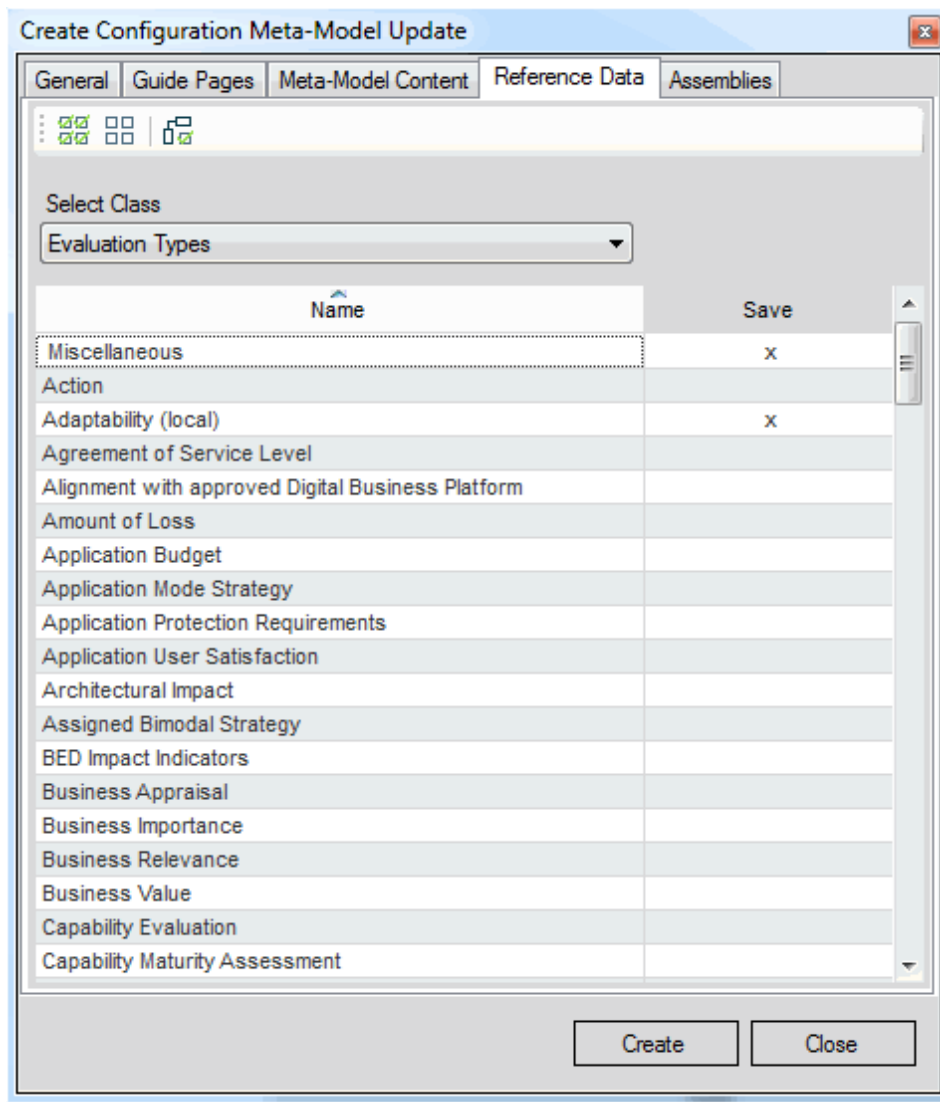 Create Configuration Meta-Model Update
General Guide Pages Meta-Model Content Reference Data Assemblies
Select Class
Evaluation Types
Name Save
Miscellaneous x
Action
Adaptability (local) x
Agreement of Service Level
Alignment with approved Digital Business Platform
Amount of Loss
Application Budget
Application Mode Strategy
Application Protection Requirements
Application User Satisfaction
Architectural Impact
Assigned Bimodal Strategy
BED Impact Indicators
Business Appraisal
Business Importance
Business Relevance
Business Value
Capability Evaluation
Capability Maturity Assessment
Create Close